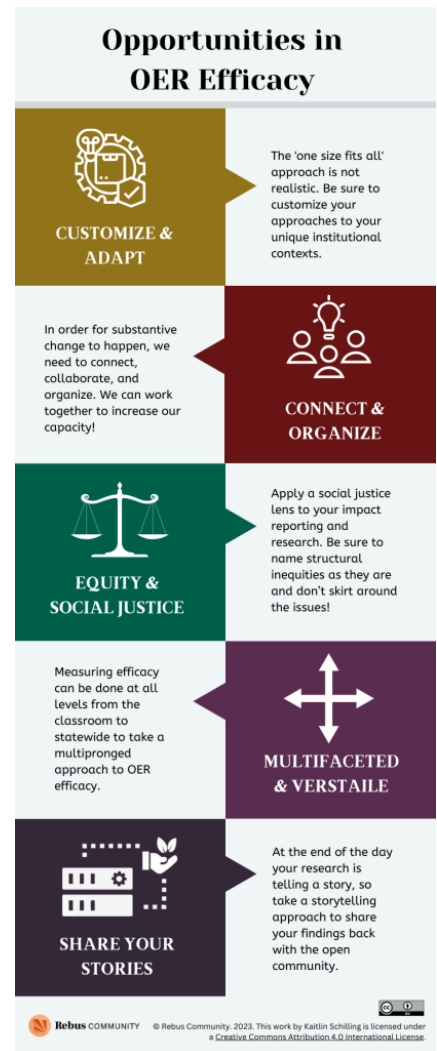 Opportunities in
OER Efficacy
CUSTOMIZE &
ADAPT
The 'one size fits all'
approach is not
realistic. Be sure to
customize your
approaches to your
unique institutional
contexts.
In order for substantive
change to happen, we
need to connect,
collaborate, and
organize. We can work
together to increase our
capacity!
CONNECT &
ORGANIZE
EQUITY &
SOCIAL JUSTICE
Apply a social justice
lens to your impact
reporting and
research. Be sure to
name structural
inequities as they are
and don't skirt around
the issues!
Measuring efficacy
can be done at all
levels from the
classroom to
statewide to take a
multipronged
approach to OER
efficacy.
MULTIFACETED
& VERSTAILE
SHARE YOUR
STORIES
At the end of the day
your research is
telling a story, so
take a storytelling
approach to share
your findings back
with the open
community.
cc BY
Rebus COMMUNITY © Rebus Community. 2023. This work by Kaitlin Schilling is licensed under
a Creative Commons Attribution 4.0 International License.